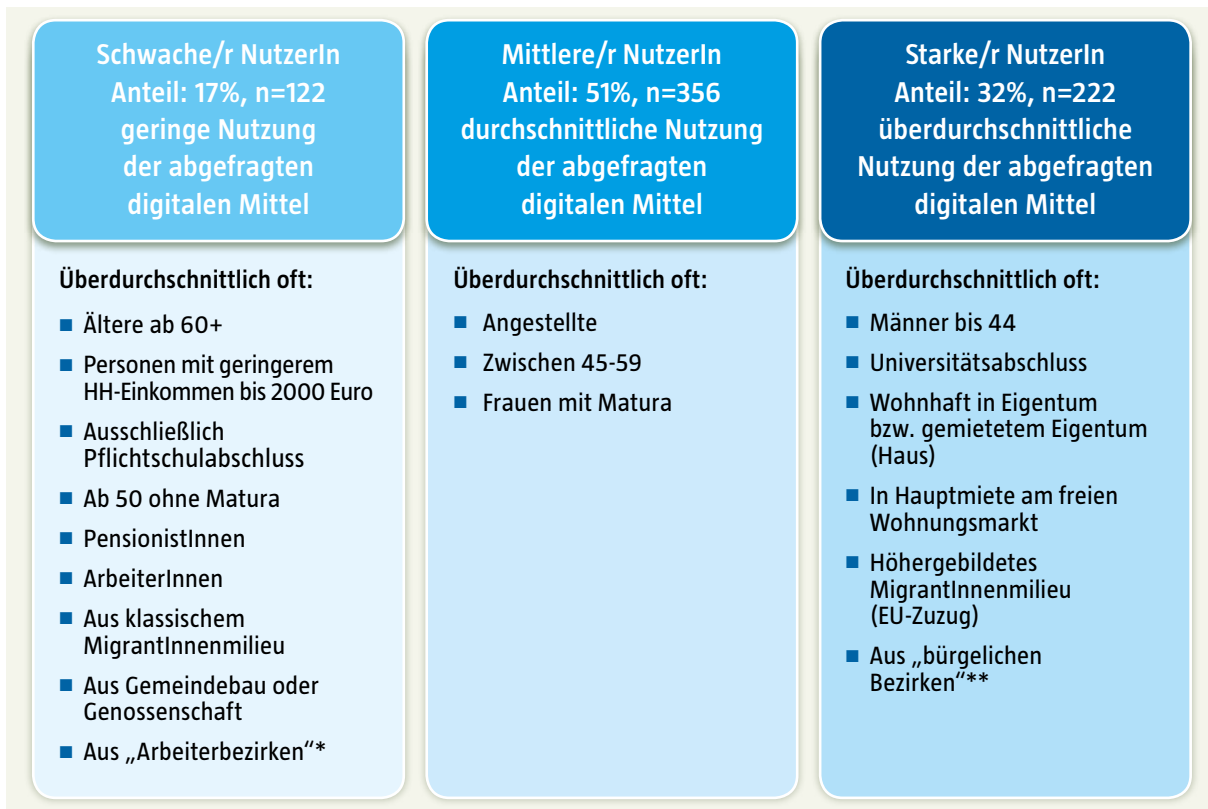 Schwache/r NutzerIn
Anteil: 17%, n=122
geringe Nutzung
der abgefragten
digitalen Mittel
Überdurchschnittlich oft:
Ältere ab 60+
Personen mit geringerem
HH-Einkommen bis 2000 Euro
Ausschließlich
Pflichtschulabschluss
Ab 50 ohne Matura
PensionistInnen
ArbeiterInnen
Aus klassischem
MigrantInnenmilieu
Aus Gemeindebau oder
Genossenschaft
Aus „Arbeiterbezirken“*
Mittlere/r NutzerIn
Anteil: 51%, n=356
durchschnittliche Nutzung
der abgefragten
digitalen Mittel
Überdurchschnittlich oft:
Angestellte
Zwischen 45-59
Frauen mit Matura
Starke/r NutzerIn
Anteil: 32%, n=222
überdurchschnittliche
Nutzung der abgefragten
digitalen Mittel
Überdurchschnittlich oft:
Männer bis 44
Universitätsabschluss
Wohnhaft in Eigentum
bzw. gemietetem Eigentum
(Haus)
In Hauptmiete am freien
Wohnungsmarkt
Höhergebildetes
MigrantInnenmilieu
(EU-Zuzug)
Aus „bürgelichen
Bezirken“**